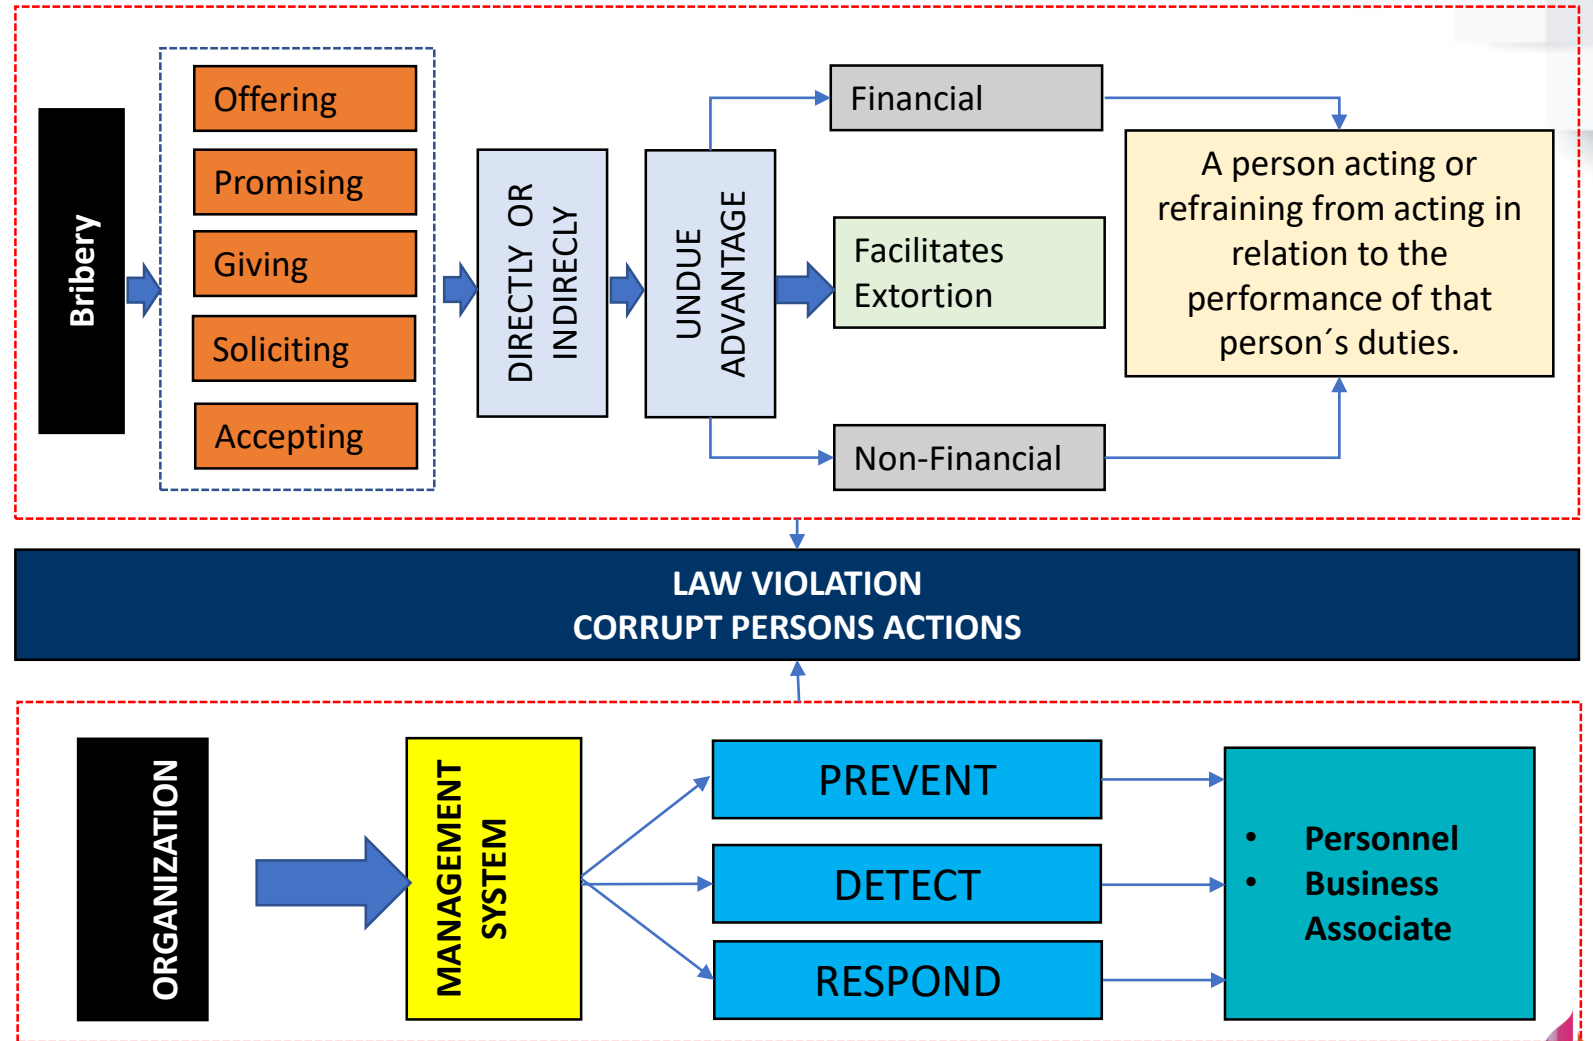 Bribery
Offering
Promising
Giving
Soliciting
Accepting
DIRECTLY OR
INDIRECLY
UNDUE
ADVANTAGE
Financial
Facilitates
Extortion
Non-Financial
A person acting or
refraining from acting in
relation to the
performance of that
person´s duties.
LAW VIOLATION
CORRUPT PERSONS ACTIONS
ORGANIZATION
MANAGEMENT
SYSTEM
PREVENT
DETECT
RESPOND
• Personnel
• Business
Associate